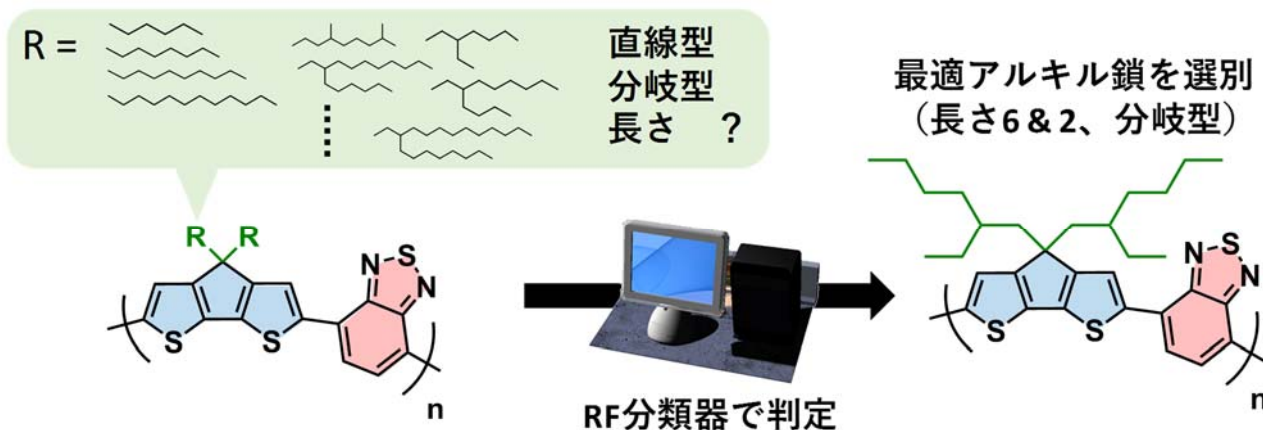 R =
直線型
分岐型
長さ ?
R R
S S
N S N
n
RF分類器で判定
最適アルキル鎖を選別
（長さ6 & 2、分岐型）
S S
N S N
n